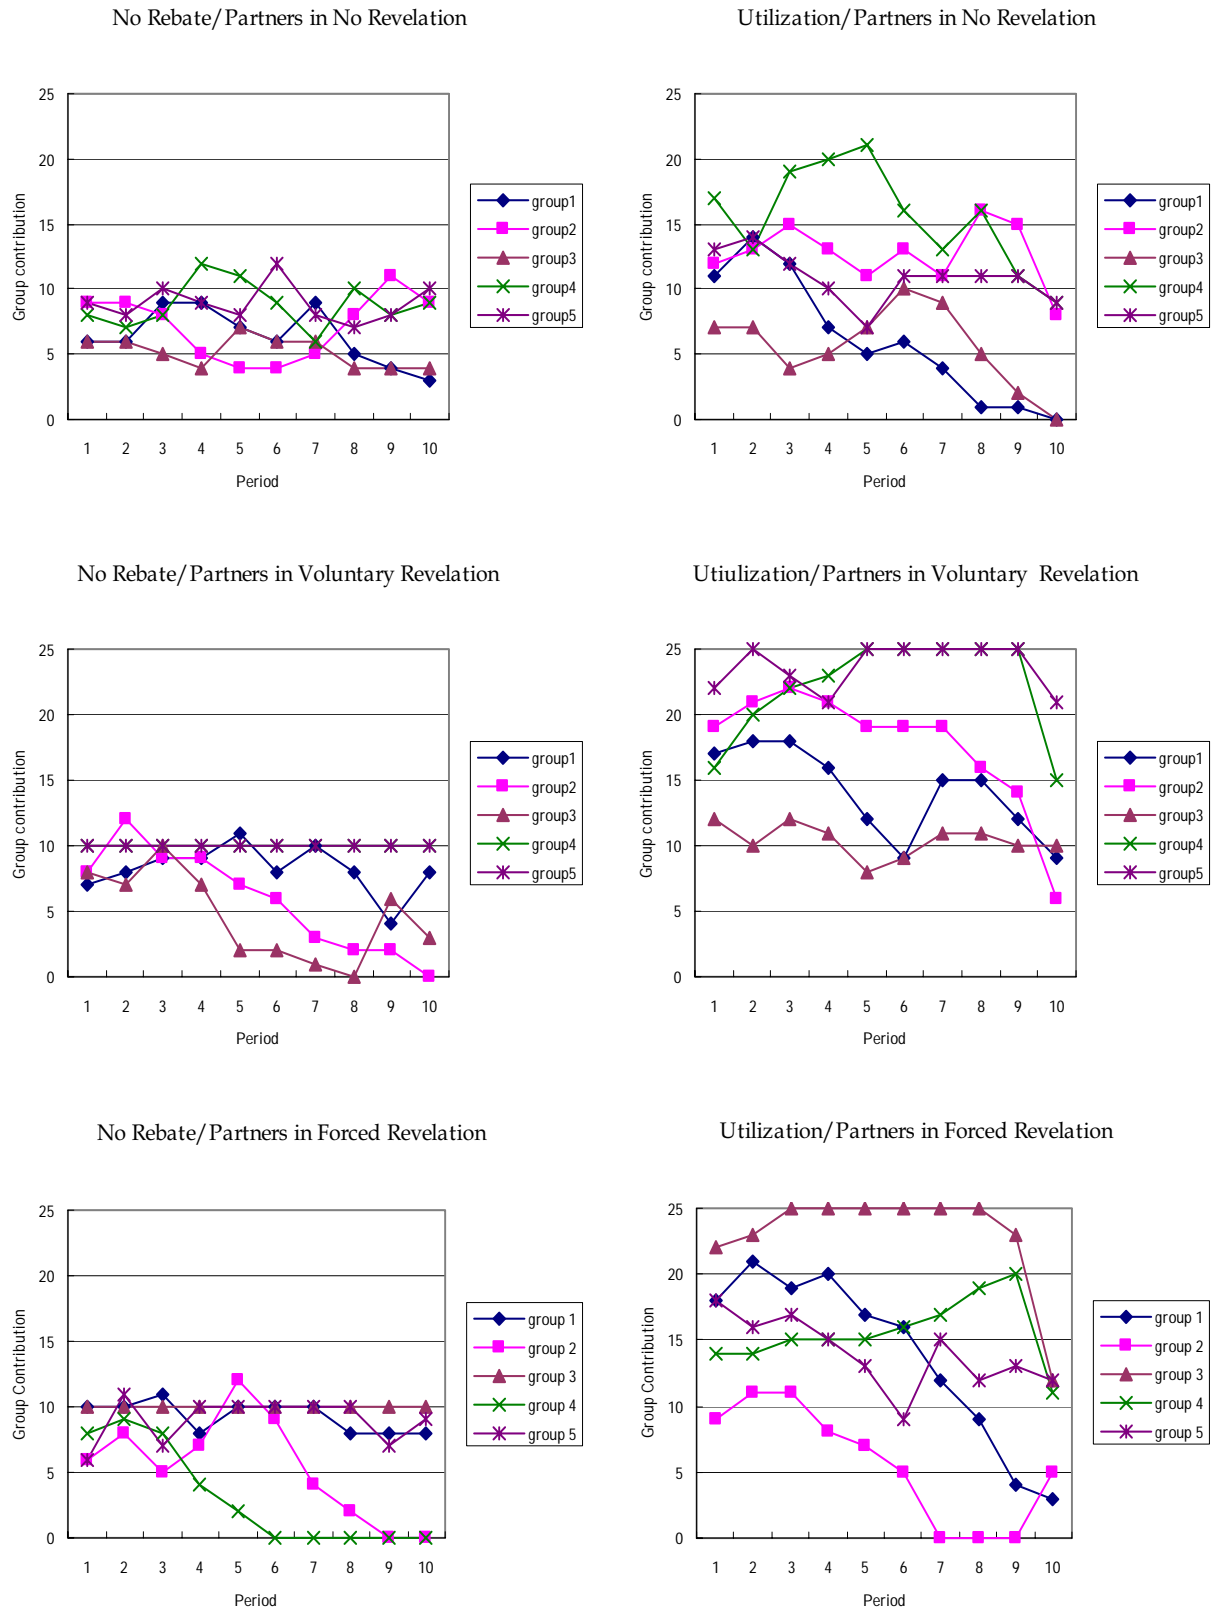 No Rebate/Partners in No Revelation
25
20
15
10
5
0
Group contribution
1 2 3 4 5 6 7 8 9 10
Period
group1
group2
group3
group4
group5
Utilization/Partners in No Revelation
25
20
15
10
5
0
Group contribution
1 2 3 4 5 6 7 8 9 10
Period
group1
group2
group3
group4
group5
No Rebate/Partners in Voluntary Revelation
25
20
15
10
5
0
Group contribution
1 2 3 4 5 6 7 8 9 10
Period
group1
group2
group3
group4
group5
Utiulization/Partners in Voluntary Revelation
25
20
15
10
5
0
Group contribution
1 2 3 4 5 6 7 8 9 10
Period
group1
group2
group3
group4
group5
No Rebate/Partners in Forced Revelation
25
20
15
10
5
0
Group Contribution
1 2 3 4 5 6 7 8 9 10
Period
group 1
group 2
group 3
group 4
group 5
Utilization/Partners in Forced Revelation
25
20
15
10
5
0
Group Contribution
1 2 3 4 5 6 7 8 9 10
Period
group 1
group 2
group 3
group 4
group 5